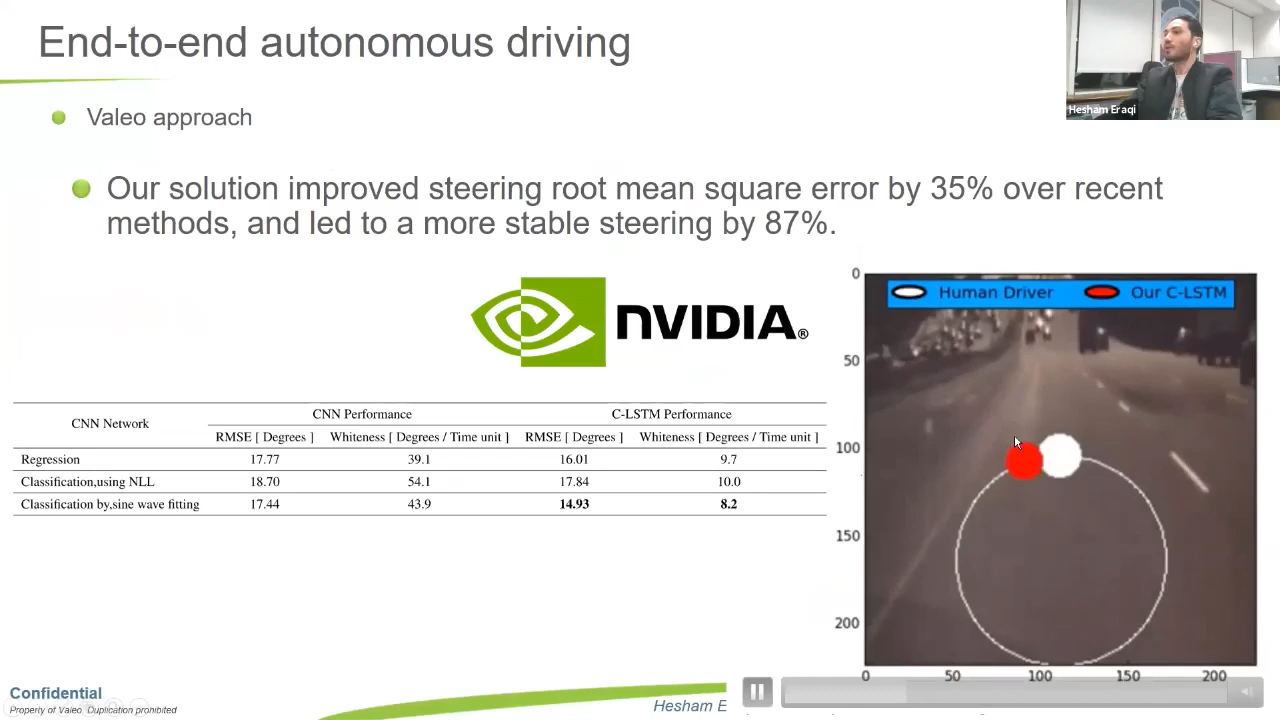 End-to-end autonomous driving
Hesham Eraqi
Valeo approach
Our solution improved steering root mean square error by 35% over recent
methods, and led to a more stable steering by 87%.
nVIDIA®
CNN Network
CNN Performance
C-LSTM Performance
RMSE [ Degrees ]
Whiteness [ Degrees / Time unit ]
RMSE [ Degrees ]
Whiteness [ Degrees / Time unit ]
Regression 17.77 39.1 16.01 9.7
Classification,using NLL 18.70 54.1 17.84 10.0
Classification by,sine wave fitting 17.44 43.9 14.93 8.2
Human Driver
Our C-LSTM
0
50
100
150
200
0 50 100 150 200
Confidential
Property of Valeo. Duplication prohibited
Hesham E